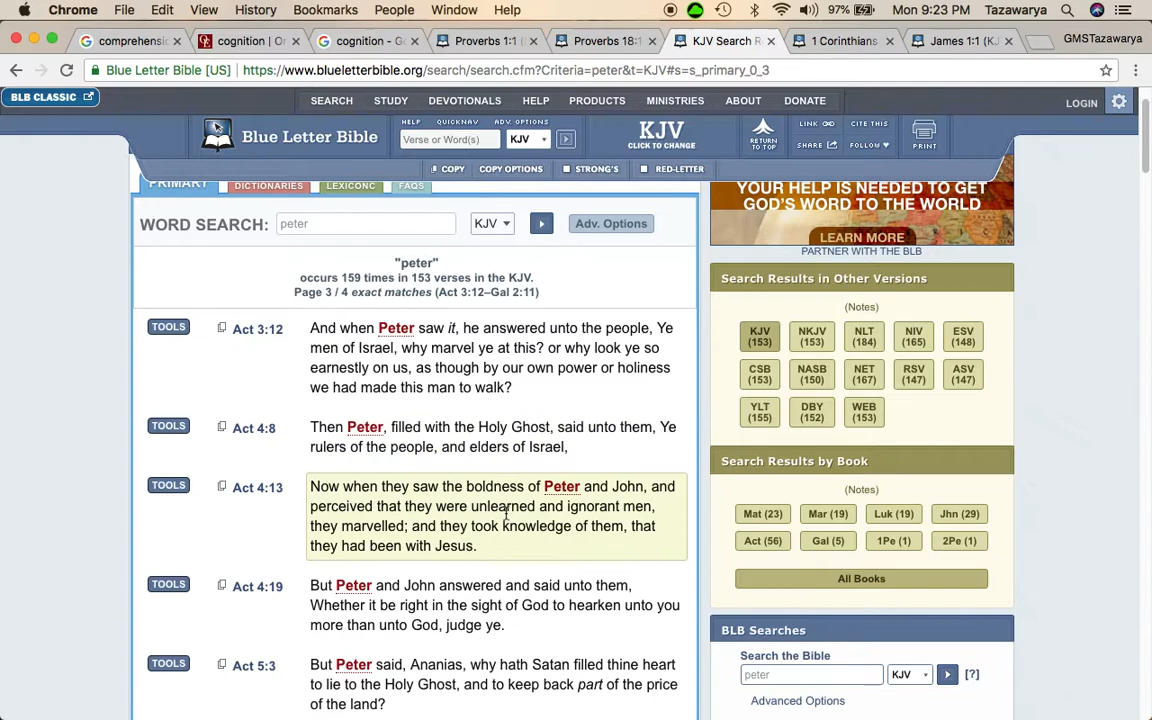 Chrome File Edit View History Bookmarks People Window Help 97% Mon 9:23 PM Tazawarya
comprehensic cognition | On cognition - Go Proverbs 1:1 ( Proverbs 18:1 KJV Search Re 1 Corinthians James 1:1 (KJ GMSTazawarya
Blue Letter Bible [US] https://www.blueletterbible.org/search/search.cfm?Criteria=peter&t=KJV#s=s_primary_0_3
BLB CLASSIC
SEARCH STUDY DEVOTIONALS HELP PRODUCTS MINISTRIES ABOUT DONATE LOGIN
HELP QUICKNAV ADV. OPTIONS
Blue Letter Bible Verse or Word(s) KJV
KJV
CLICK TO CHANGE
RETURN
TO TOP
LINK CITE THIS
SHARE FOLLOW
PRINT
COPY COPY OPTIONS STRONG'S RED-LETTER
PRIMARY DICTIONARIES LEXICONC FAQS
WORD SEARCH: peter KJV Adv. Options
"peter"
occurs 159 times in 153 verses in the KJV.
Page 3 / 4 exact matches (Act 3:12–Gal 2:11)
TOOLS Act 3:12 And when Peter saw it, he answered unto the people, Ye
men of Israel, why marvel ye at this? or why look ye so
earnestly on us, as though by our own power or holiness
we had made this man to walk?
TOOLS Act 4:8 Then Peter, filled with the Holy Ghost, said unto them, Ye
rulers of the people, and elders of Israel,
TOOLS Act 4:13 Now when they saw the boldness of Peter and John, and
perceived that they were unlearned and ignorant men,
they marvelled; and they took knowledge of them, that
they had been with Jesus.
TOOLS Act 4:19 But Peter and John answered and said unto them,
Whether it be right in the sight of God to hearken unto you
more than unto God, judge ye.
TOOLS Act 5:3 But Peter said, Ananias, why hath Satan filled thine heart
to lie to the Holy Ghost, and to keep back part of the price
of the land?
YOUR HELP IS NEEDED TO GET
GOD'S WORD TO THE WORLD
LEARN MORE
PARTNER WITH THE BLB
Search Results in Other Versions
(Notes)
KJV (153) NKJV (153) NLT (184) NIV (165) ESV (148)
CSB (153) NASB (150) NET (167) RSV (147) ASV (147)
YLT (155) DBY (152) WEB (153)
Search Results by Book
(Notes)
Mat (23) Mar (19) Luk (19) Jhn (29)
Act (56) Gal (5) 1Pe (1) 2Pe (1)
All Books
BLB Searches
Search the Bible
peter KJV [?]
Advanced Options